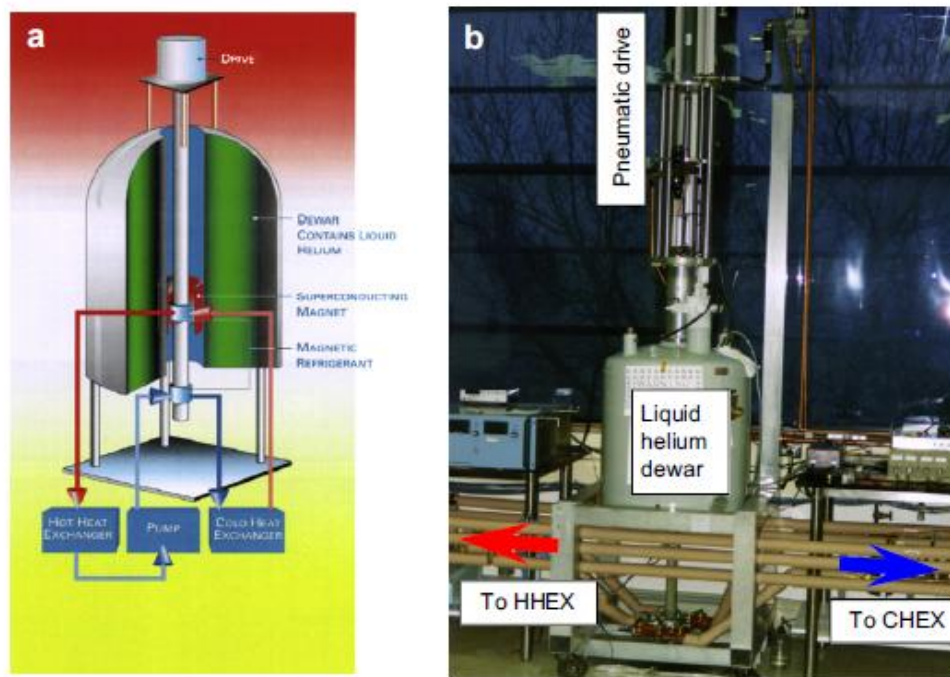 a
DRIVE
DEWAR
CONTAINS LIQUID
HELIUM
SUPERCONDUCTING
MAGNET
MAGNETIC
REFRIGERANT
HOT HEAT
EXCHANGER
PUMP
COLD HEAT
EXCHANGER
b
Pneumatic drive
Liquid
helium
dewar
To HHEX
To CHEX